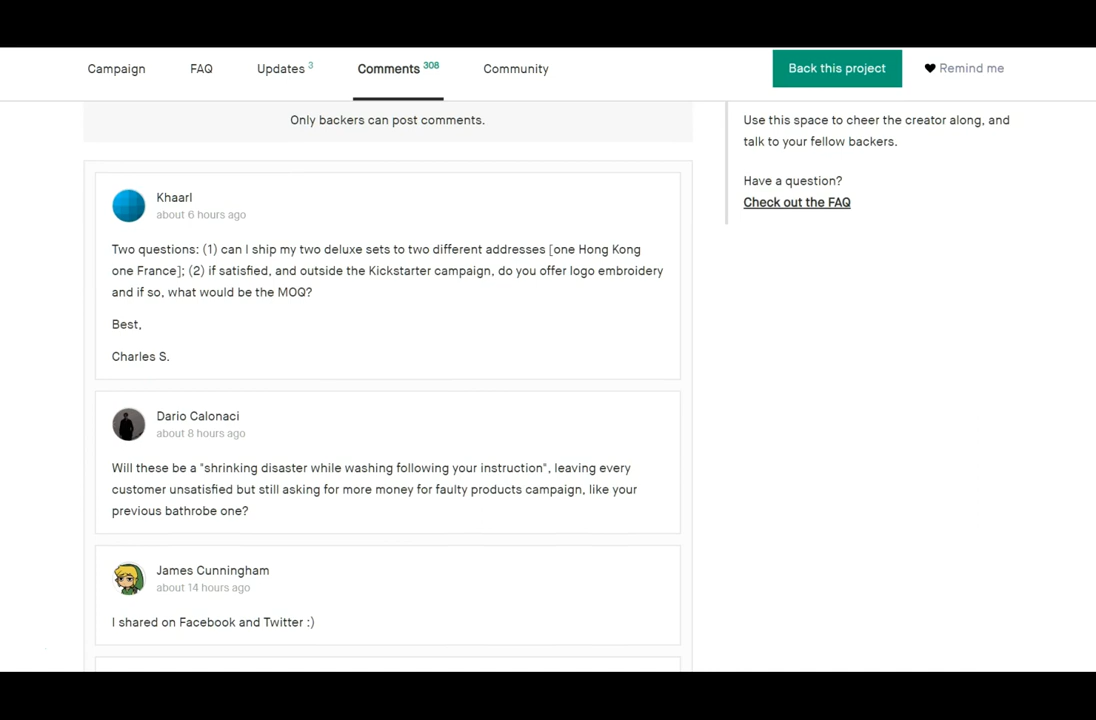 Campaign FAQ Updates 3 Comments 308 Community Back this project Remind me
Only backers can post comments.
Use this space to cheer the creator along, and
talk to your fellow backers.
Have a question?
Check out the FAQ
Khaarl
about 6 hours ago
Two questions: (1) can I ship my two deluxe sets to two different addresses [one Hong Kong
one France]; (2) if satisfied, and outside the Kickstarter campaign, do you offer logo embroidery
and if so, what would be the MOQ?
Best,
Charles S.
Dario Calonaci
about 8 hours ago
Will these be a "shrinking disaster while washing following your instruction", leaving every
customer unsatisfied but still asking for more money for faulty products campaign, like your
previous bathrobe one?
James Cunningham
about 14 hours ago
I shared on Facebook and Twitter :)